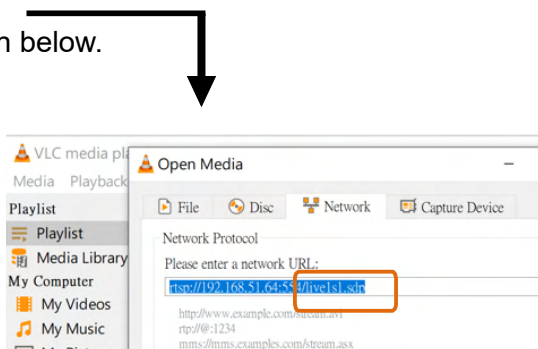 n below.
VLC media pla
Open Media
Media Playback
File Disc Network Capture Device
Playlist
Network Protocol
Playlist
Please enter a network URL:
Media Library
rtsp://192.168.51.64:554/live1s1.sdp
My Computer
http://www.example.com/stream.avi
My Videos
rtp://@:1234
My Music
mms://mms.examples.com/stream.asx